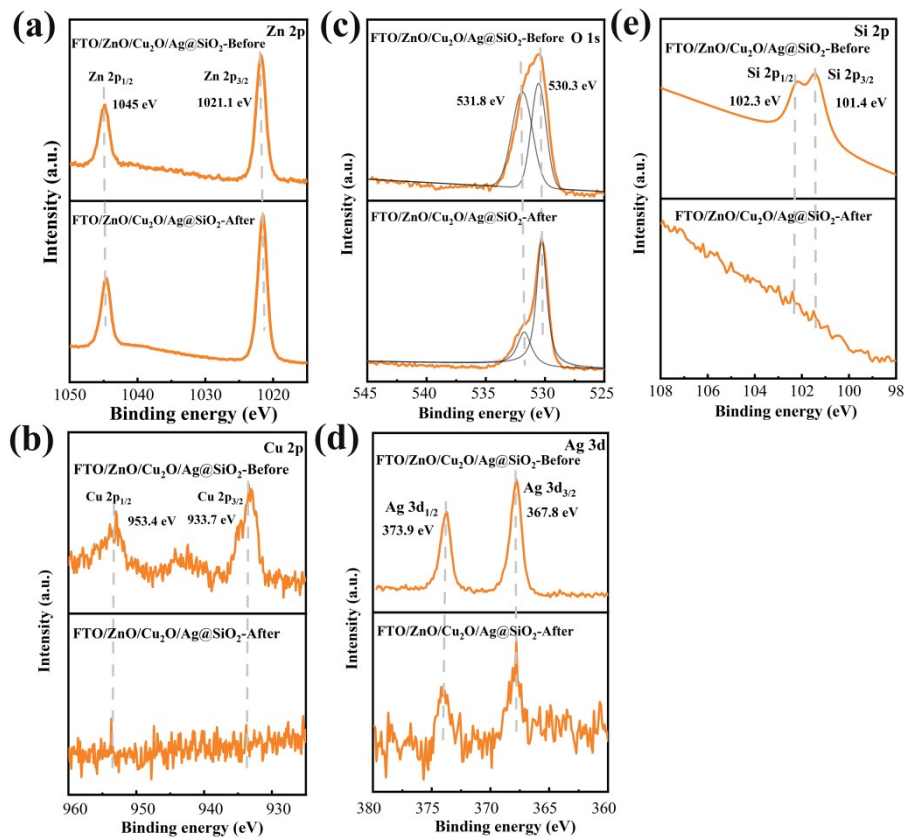 (a)
Zn 2p
FTO/ZnO/Cu₂O/Ag@SiO₂-Before
Zn 2p₁/₂
1045 eV
Zn 2p₃/₂
1021.1 eV
FTO/ZnO/Cu₂O/Ag@SiO₂-After
Intensity (a.u.)
1050 1040 1030 1020
Binding energy (eV)
(c)
FTO/ZnO/Cu₂O/Ag@SiO₂-Before O 1s
531.8 eV
530.3 eV
FTO/ZnO/Cu₂O/Ag@SiO₂-After
Intensity (a.u.)
545 540 535 530 525
Binding energy (eV)
(e)
Si 2p
FTO/ZnO/Cu₂O/Ag@SiO₂-Before
Si 2p₁/₂
102.3 eV
Si 2p₃/₂
101.4 eV
FTO/ZnO/Cu₂O/Ag@SiO₂-After
Intensity (a.u.)
108 106 104 102 100 98
Binding energy (eV)
(b)
Cu 2p
FTO/ZnO/Cu₂O/Ag@SiO₂-Before
Cu 2p₁/₂
953.4 eV
Cu 2p₃/₂
933.7 eV
FTO/ZnO/Cu₂O/Ag@SiO₂-After
Intensity (a.u.)
960 950 940 930
Binding energy (eV)
(d)
Ag 3d
FTO/ZnO/Cu₂O/Ag@SiO₂-Before
Ag 3d₁/₂
373.9 eV
Ag 3d₃/₂
367.8 eV
FTO/ZnO/Cu₂O/Ag@SiO₂-After
Intensity (a.u.)
380 375 370 365 360
Binding energy (eV)